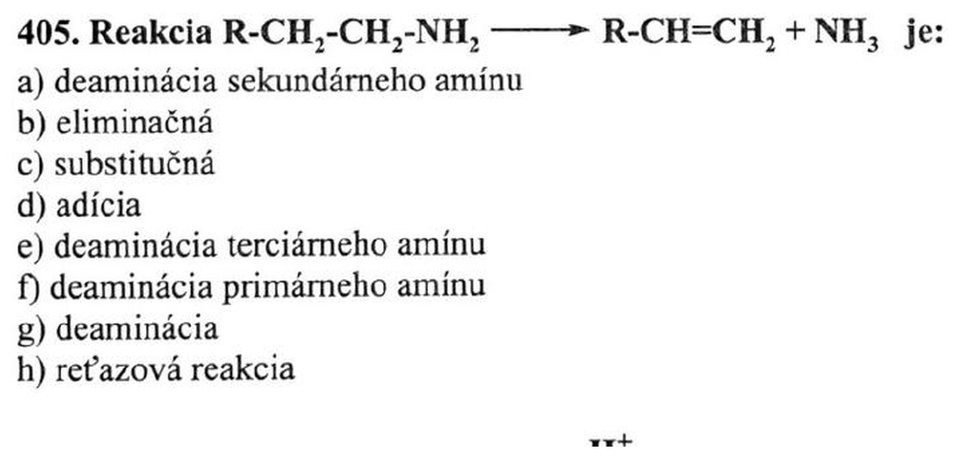 405. Reakcia R-CH₂-CH₂-NH₂ ⟶ R-CH=CH₂ + NH₃ je:
a) deaminácia sekundárneho amínu
b) eliminačná
c) substitučná
d) adícia
e) deaminácia terciárneho amínu
f) deaminácia primárneho amínu
g) deaminácia
h) reťazová reakcia